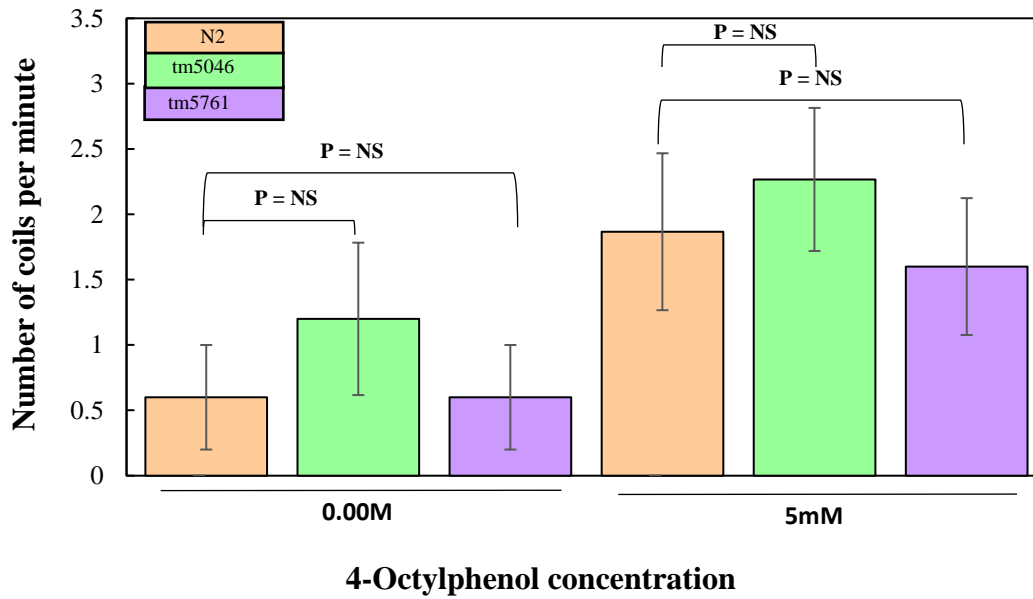 3.5
3
2.5
2
1.5
1
0.5
0
Number of coils per minute
N2
tm5046
tm5761
P = NS
P = NS
P = NS
P = NS
0.00M
5mM
4-Octylphenol concentration